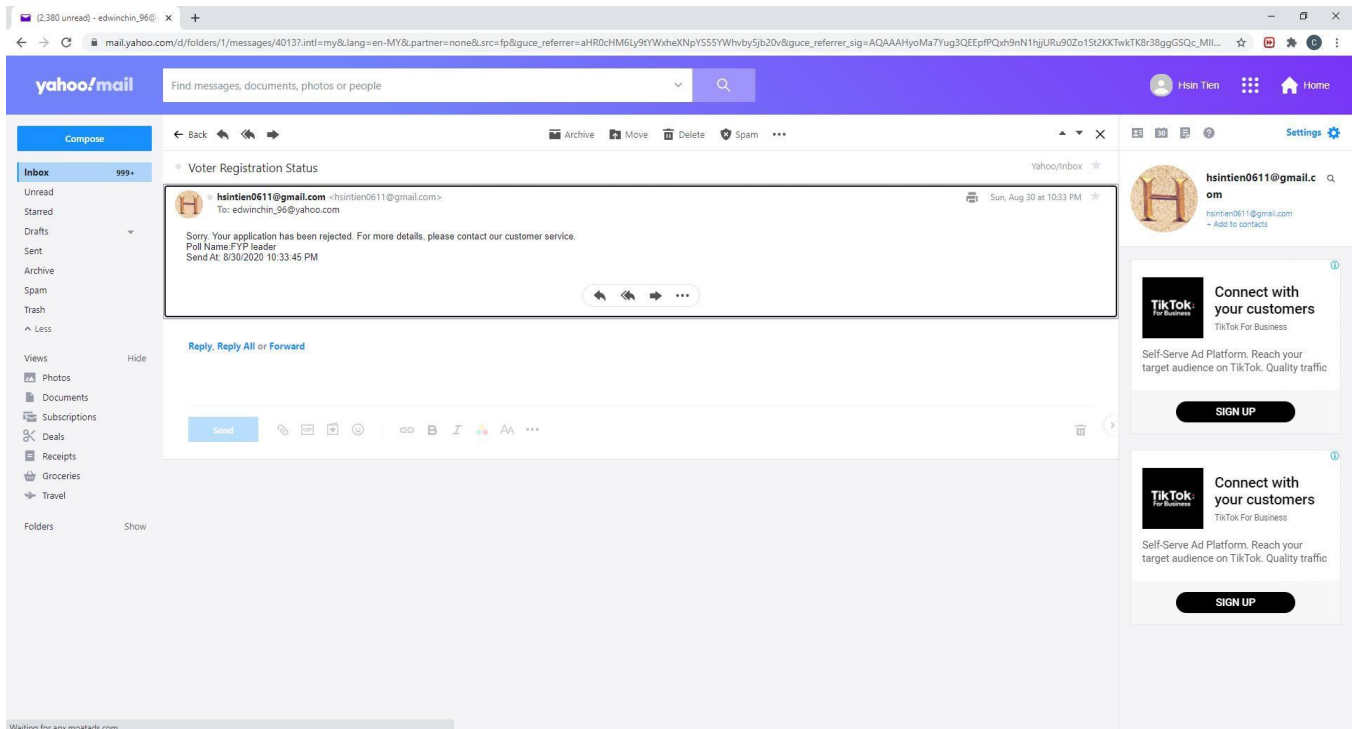 (2,380 unread) - edwinchin_96@
mail.yahoo.com/d/folders/1/messages/40137.intl=my&.lang=en-MY&.partner=none&.src=fp&guce_referrer=
yahoo!mail
Find messages, documents, photos or people
Hsin Tien
Home
Compose
Back
Archive
Move
Delete
Spam
Settings
Inbox 999+
Unread
Starred
Drafts
Sent
Archive
Spam
Trash
Less
Views Hide
Photos
Documents
Subscriptions
Deals
Receipts
Groceries
Travel
Folders Show
Voter Registration Status
Yahoo/Inbox
H
hsintien0611@gmail.com <hsintien0611@gmail.com>
To: edwinchin_96@yahoo.com
Sun, Aug 30 at 10:33 PM
Sorry. Your application has been rejected. For more details, please contact our customer service.
Poll Name:FYP leader
Send At: 8/30/2020 10:33:45 PM
Reply, Reply All or Forward
Send
GIF
B I AA
30
H
hsintien0611@gmail.c
om
hsintien0611@gmail.com
+ Add to contacts
TikTok:
For Business
Connect with
your customers
TikTok For Business
Self-Serve Ad Platform. Reach your
target audience on TikTok. Quality traffic
SIGN UP
TikTok:
For Business
Connect with
your customers
TikTok For Business
Self-Serve Ad Platform. Reach your
target audience on TikTok. Quality traffic
SIGN UP
Waiting for apx.moatads.com